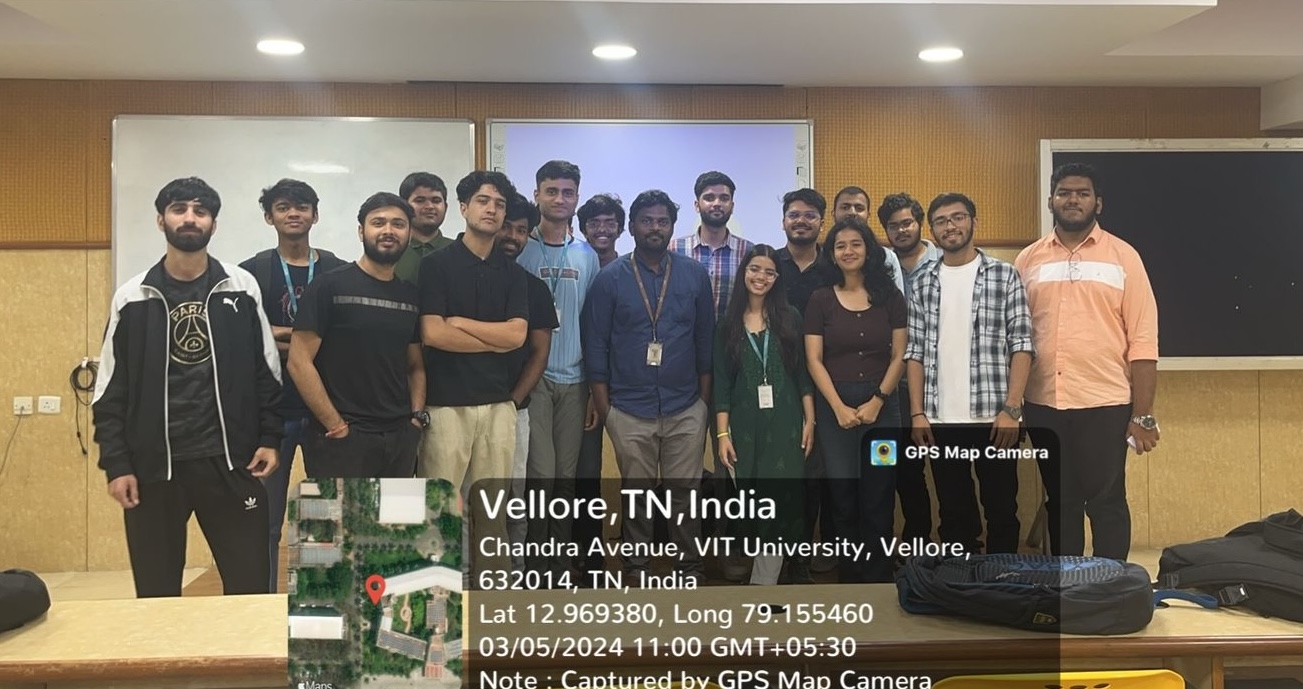 PARIS
GPS Map Camera
Vellore,TN,India
Chandra Avenue, VIT University, Vellore,
632014, TN, India
Lat 12.969380, Long 79.155460
03/05/2024 11:00 GMT+05:30
Note : Captured by GPS Map Camera
Maps